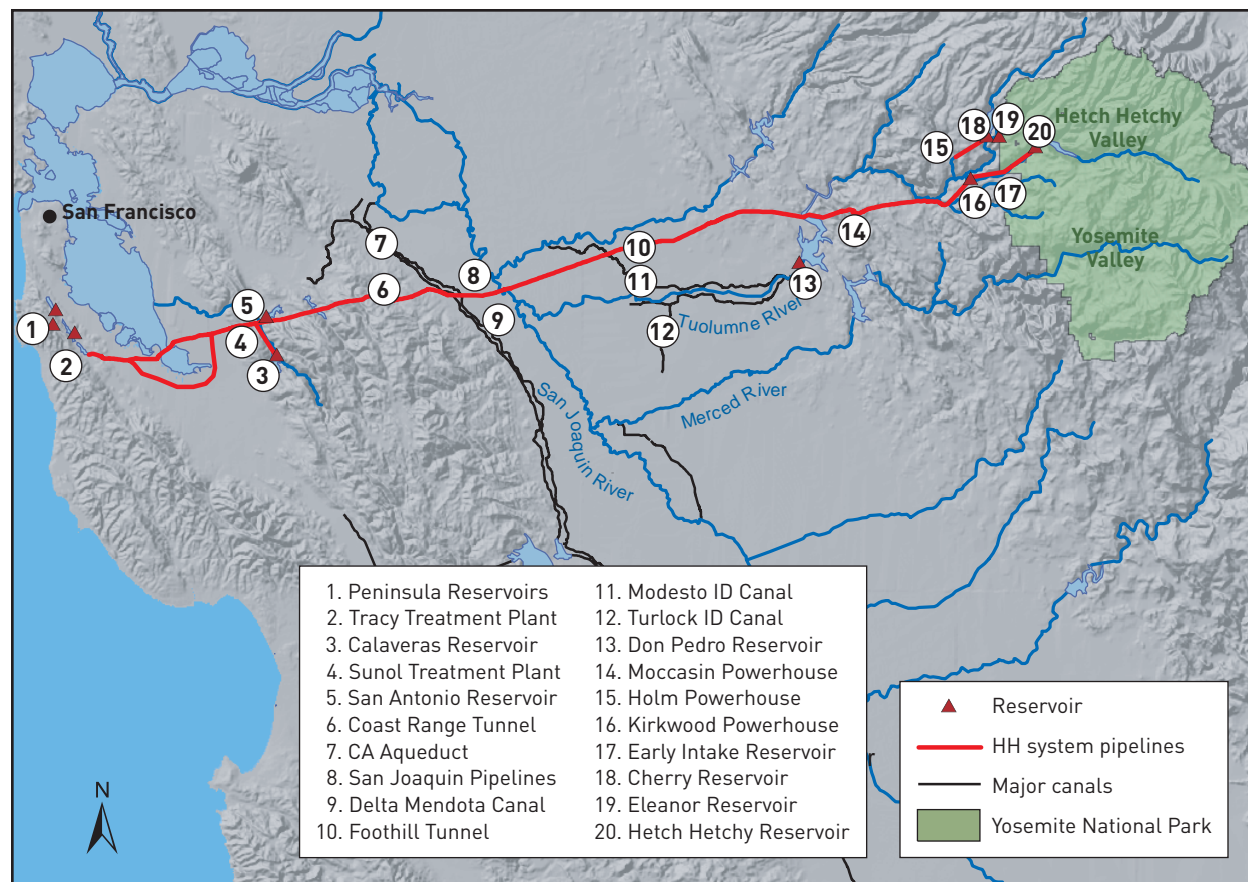 Hetch Hetchy
Valley
18
19
20
15
16
17
San Francisco
14
7
10
Yosemite
Valley
8
11
13
6
5
9
12
Tuolumne River
1
4
2
3
San Joaquin River
Merced River
1. Peninsula Reservoirs
2. Tracy Treatment Plant
3. Calaveras Reservoir
4. Sunol Treatment Plant
5. San Antonio Reservoir
6. Coast Range Tunnel
7. CA Aqueduct
8. San Joaquin Pipelines
9. Delta Mendota Canal
10. Foothill Tunnel
11. Modesto ID Canal
12. Turlock ID Canal
13. Don Pedro Reservoir
14. Moccasin Powerhouse
15. Holm Powerhouse
16. Kirkwood Powerhouse
17. Early Intake Reservoir
18. Cherry Reservoir
19. Eleanor Reservoir
20. Hetch Hetchy Reservoir
Reservoir
HH system pipelines
Major canals
Yosemite National Park
N